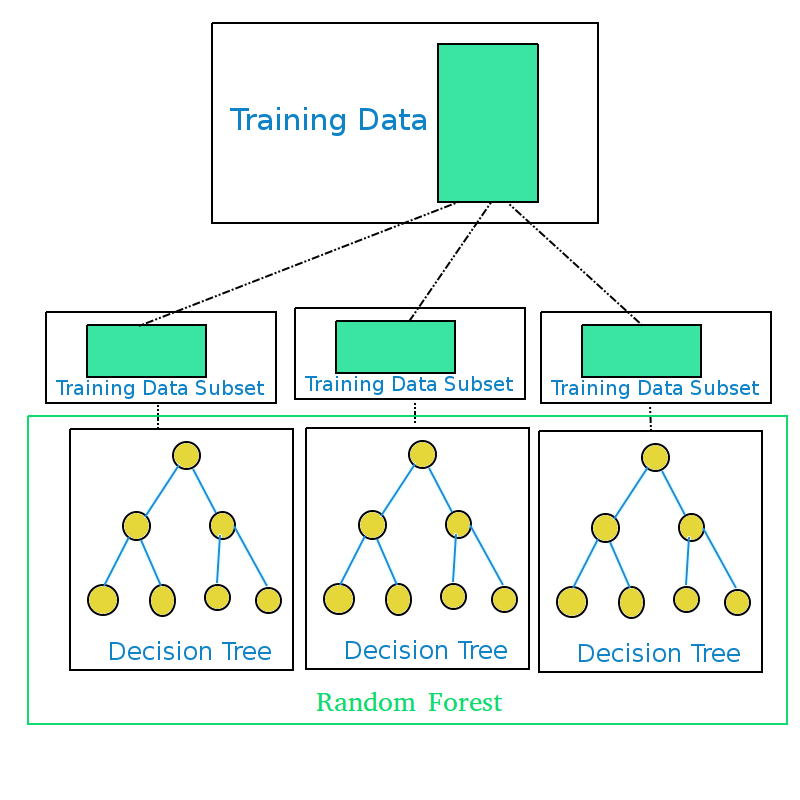 Training Data
Training Data Subset
Training Data Subset
Training Data Subset
Decision Tree
Decision Tree
Decision Tree
Random Forest